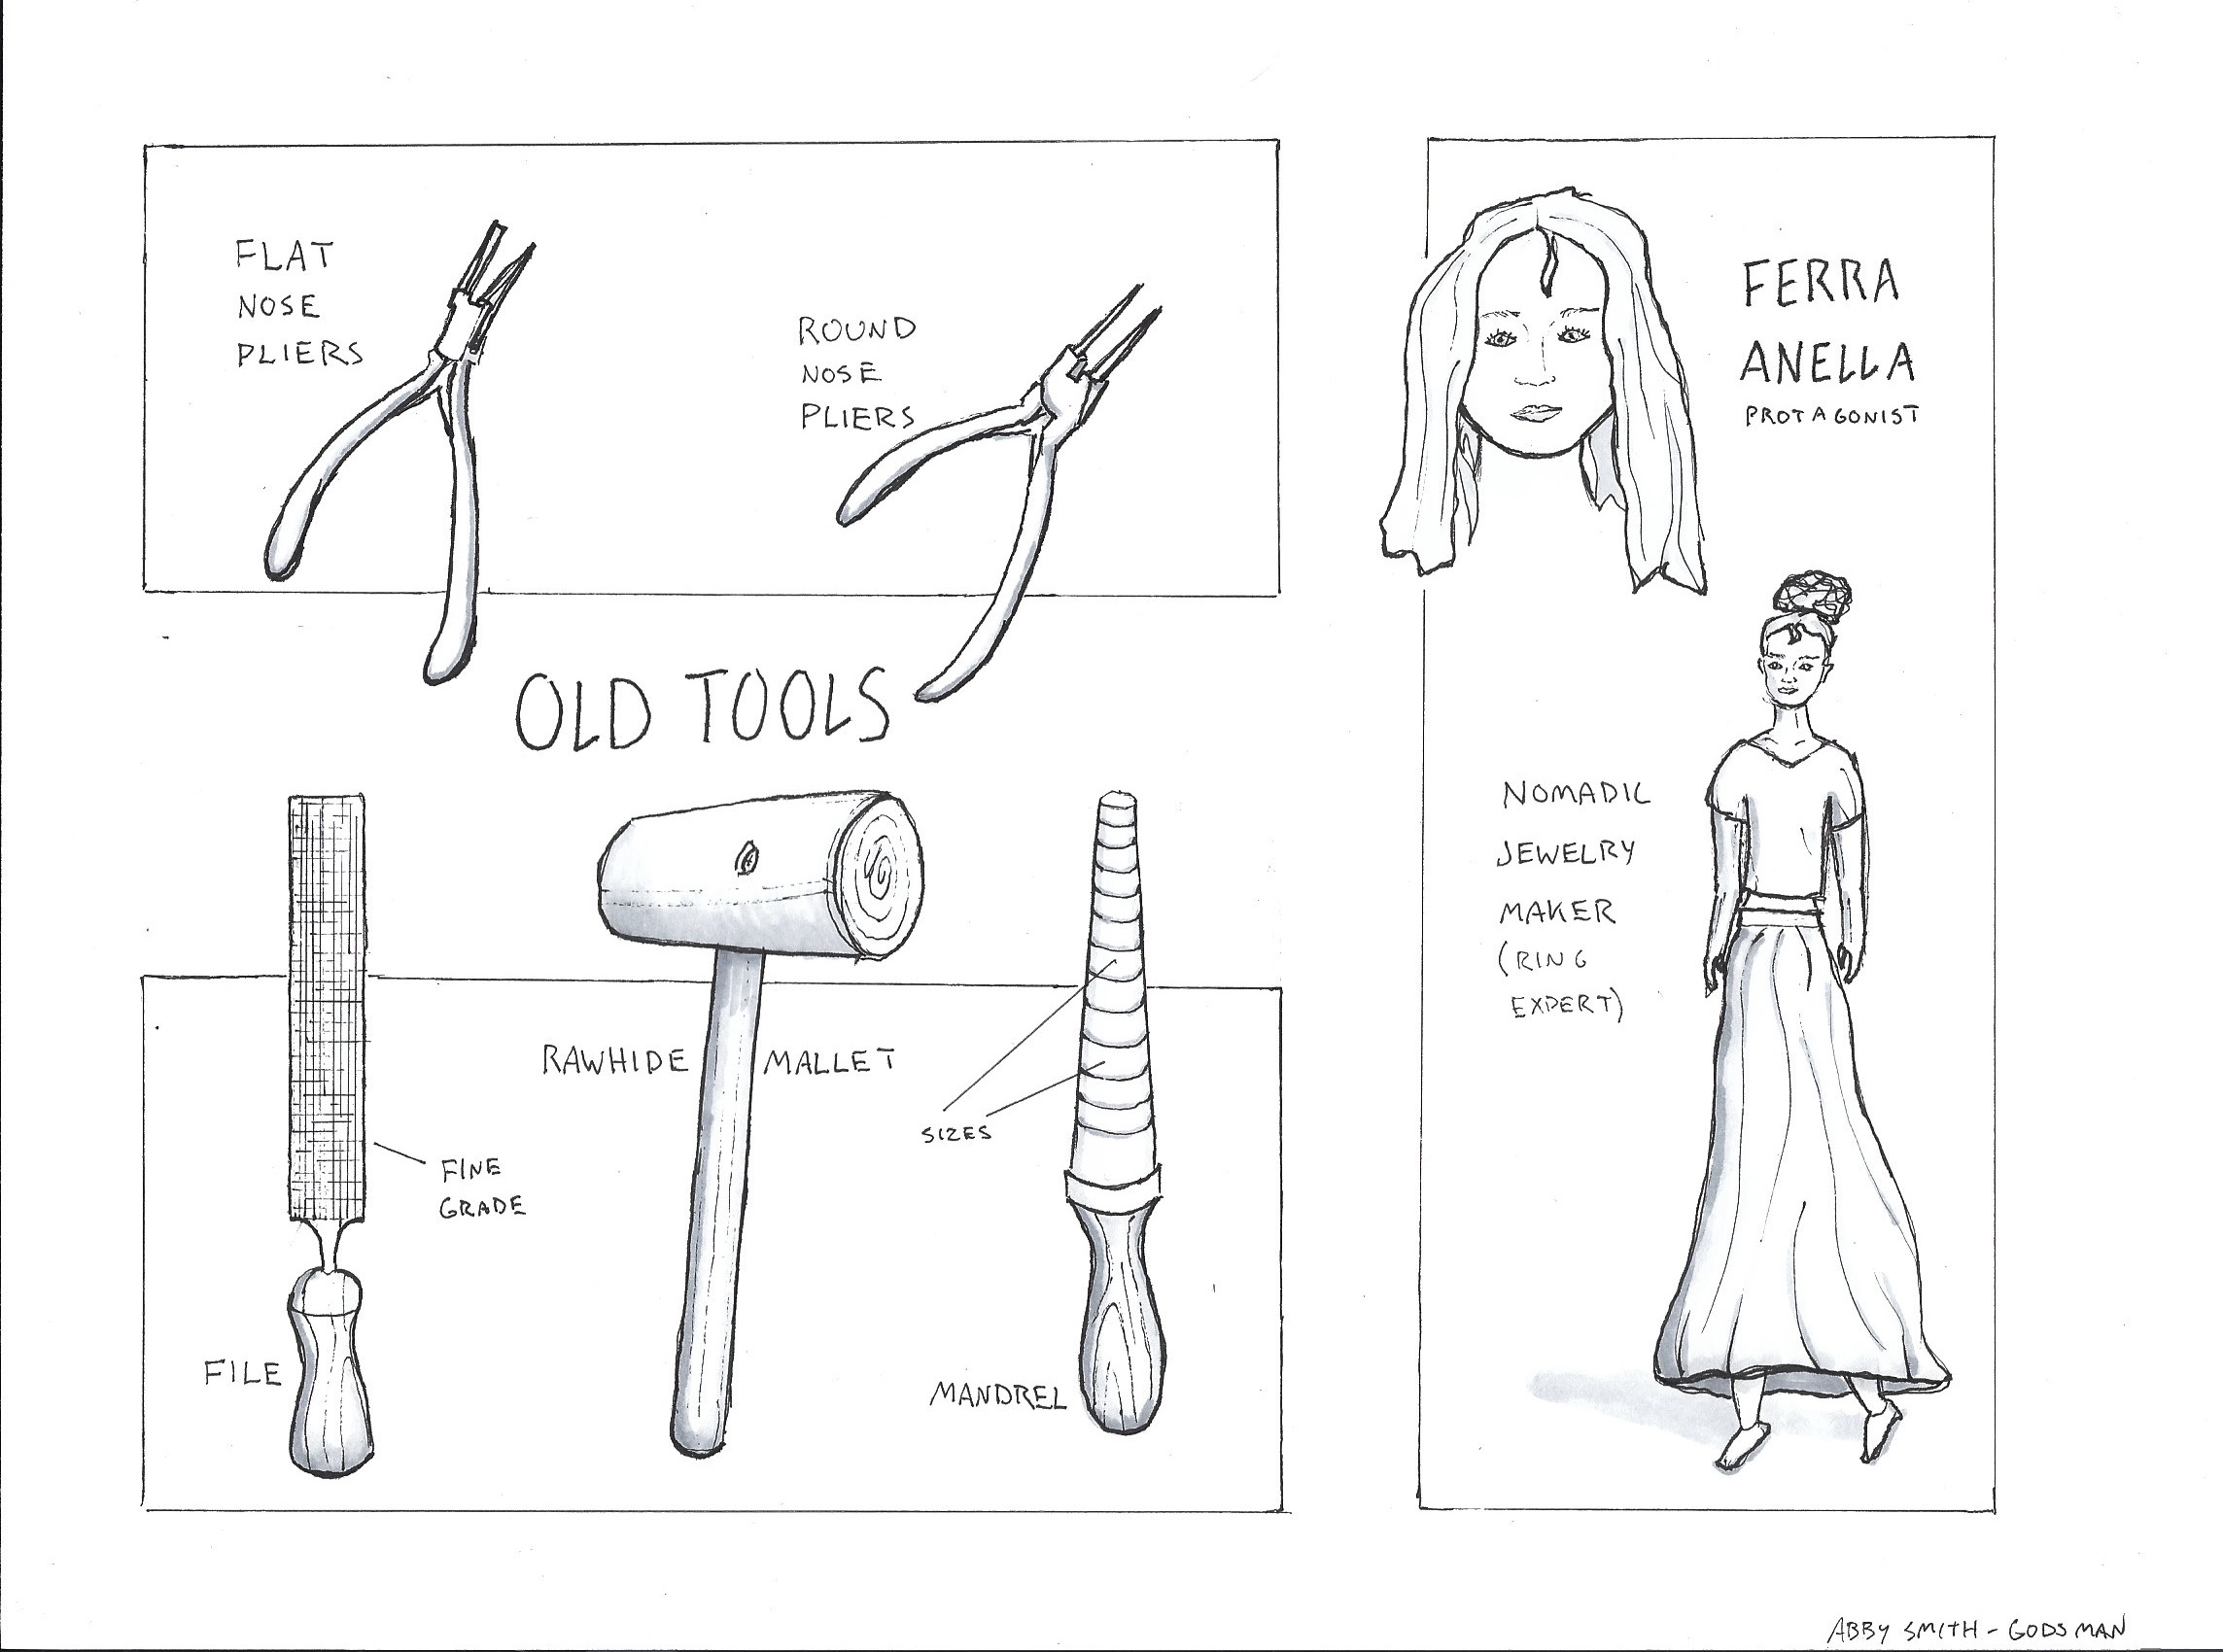 FLAT
NOSE
PLIERS
ROUND
NOSE
PLIERS
OLD TOOLS
RAWHIDE MALLET
SIZES
FINE
GRADE
FILE
MANDREL
FERRA
ANELLA
PROTAGONIST
NOMADIC
JEWELRY
MAKER
(RING
EXPERT)
ABBY SMITH-GODSMAN